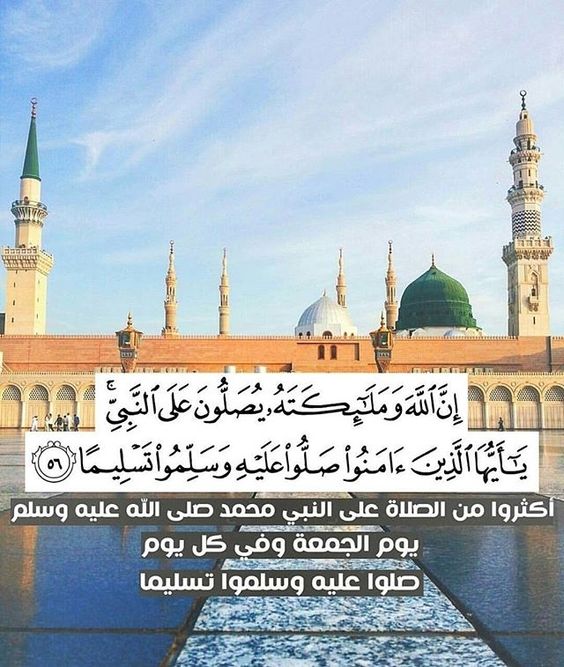 إِنَّ ٱللَّهَ وَمَلَـٰٓئِكَتَهُۥ يُصَلُّونَ عَلَى ٱلنَّبِيِّ ۚ
يَـٰٓأَيُّهَا ٱلَّذِينَ ءَامَنُوا۟ صَلُّوا۟ عَلَيْهِ وَسَلِّمُوا۟ تَسْلِيمًا ٥٦
أكثروا من الصلاة على النبي محمد صلى الله عليه وسلم
يوم الجمعة وفي كل يوم
صلوا عليه وسلموا تسليما